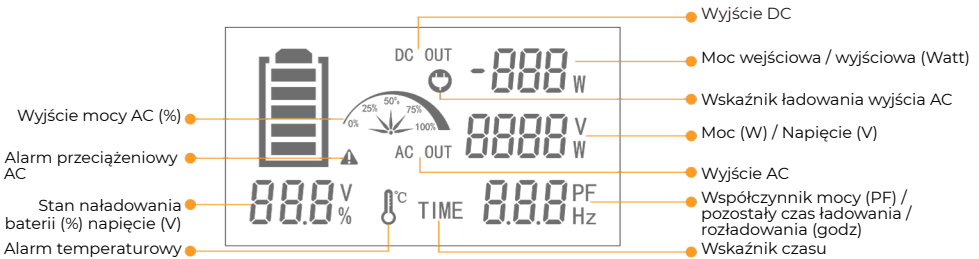 Wyjście DC
DC OUT
-888 W
Moc wejściowa / wyjściowa (Watt)
Wskaźnik ładowania wyjścia AC
0% 25% 50% 75% 100%
Wyjście mocy AC (%)
8888 V W
Moc (W) / Napięcie (V)
Alarm przeciążeniowy
AC
AC OUT
Wyjście AC
Stan naładowania
baterii (%) napięcie (V)
88.8 V %
°C
TIME
8.8.8 PF Hz
Współczynnik mocy (PF) /
pozostały czas ładowania /
rozładowania (godz)
Alarm temperaturowy
Wskaźnik czasu